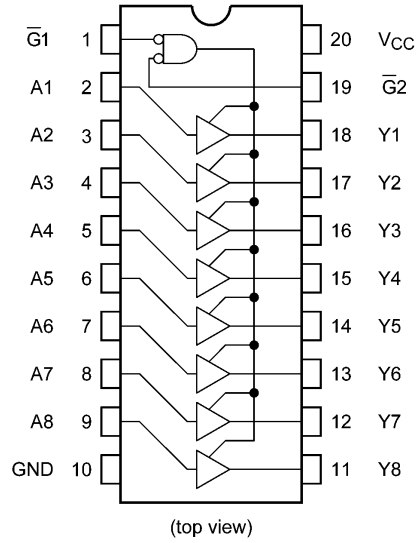 G̅1 1 20 VCC
A1 2 19 G̅2
A2 3 18 Y1
A3 4 17 Y2
A4 5 16 Y3
A5 6 15 Y4
A6 7 14 Y5
A7 8 13 Y6
A8 9 12 Y7
GND 10 11 Y8
(top view)